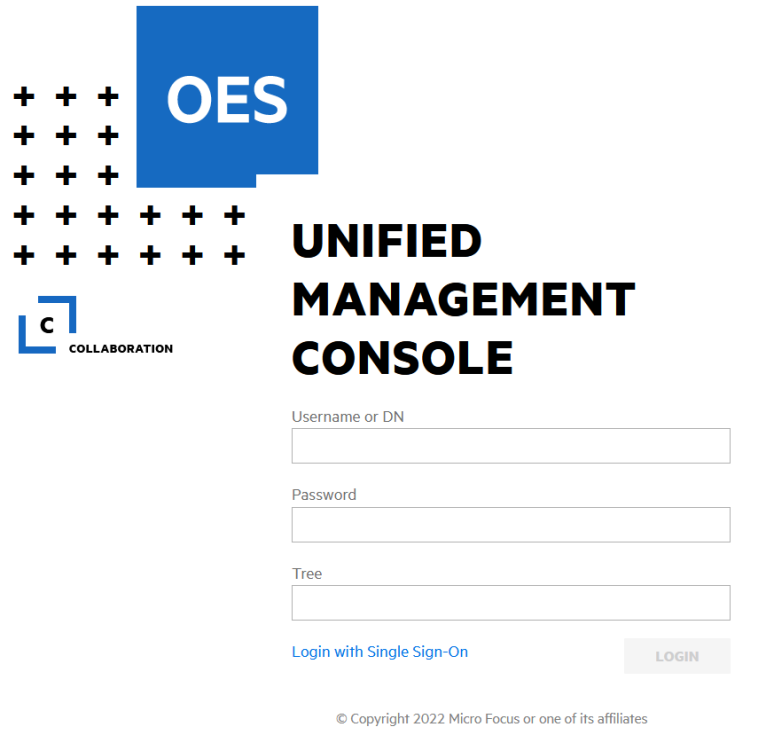 OES
C
COLLABORATION
UNIFIED
MANAGEMENT
CONSOLE
Username or DN
Password
Tree
Login with Single Sign-On
LOGIN
© Copyright 2022 Micro Focus or one of its affiliates